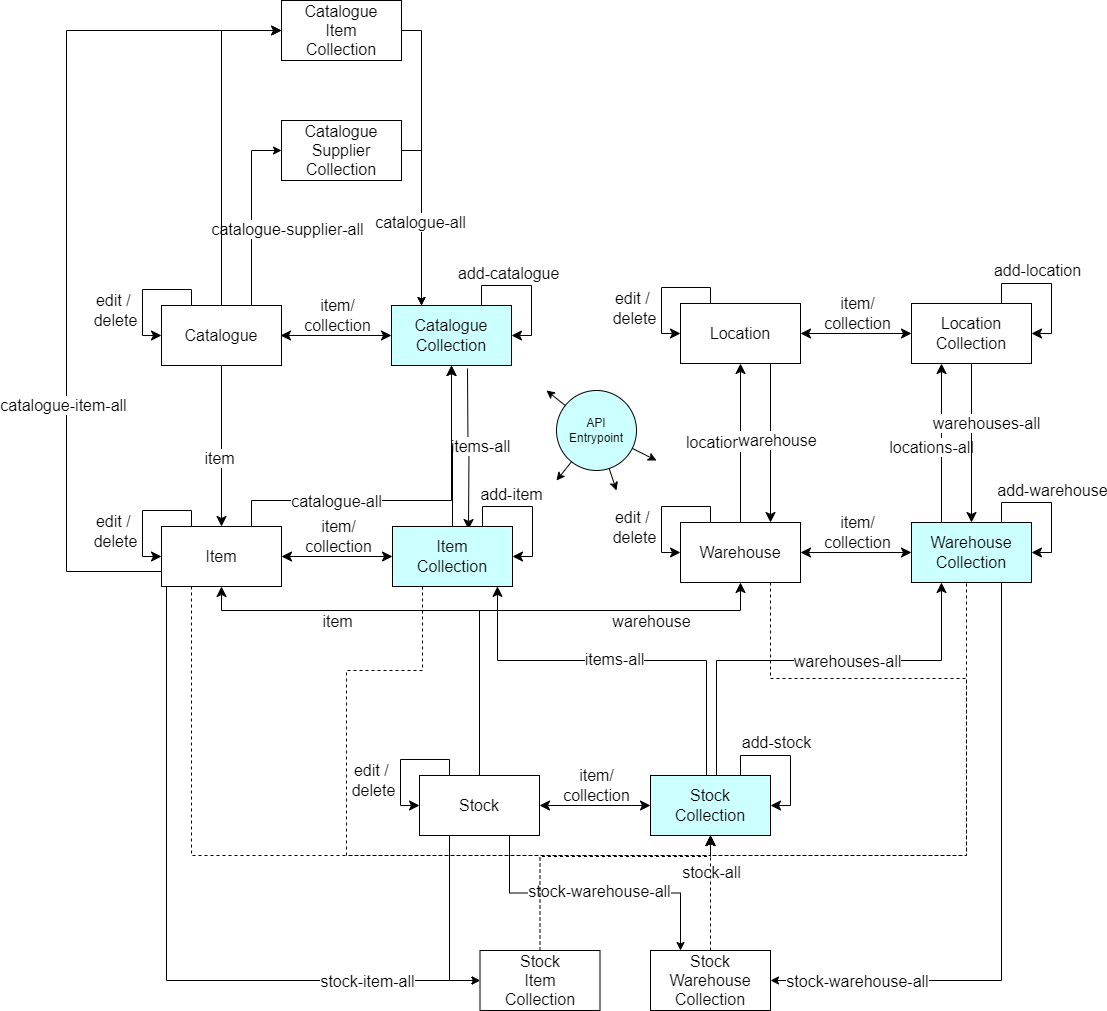 Catalogue
Item
Collection
Catalogue
Supplier
Collection
catalogue-supplier-all
catalogue-all
add-catalogue
add-location
edit /
delete
Catalogue
item/
collection
Catalogue
Collection
edit /
delete
Location
item/
collection
Location
Collection
catalogue-item-all
API
Entrypoint
item
items-all
location
warehouse
warehouses-all
locations-all
catalogue-all
add-item
add-warehouse
edit /
delete
Item
item/
collection
Item
Collection
edit /
delete
Warehouse
item/
collection
Warehouse
Collection
item
warehouse
items-all
warehouses-all
add-stock
edit /
delete
Stock
item/
collection
Stock
Collection
stock-all
stock-warehouse-all
stock-item-all
Stock
Item
Collection
Stock
Warehouse
Collection
stock-warehouse-all